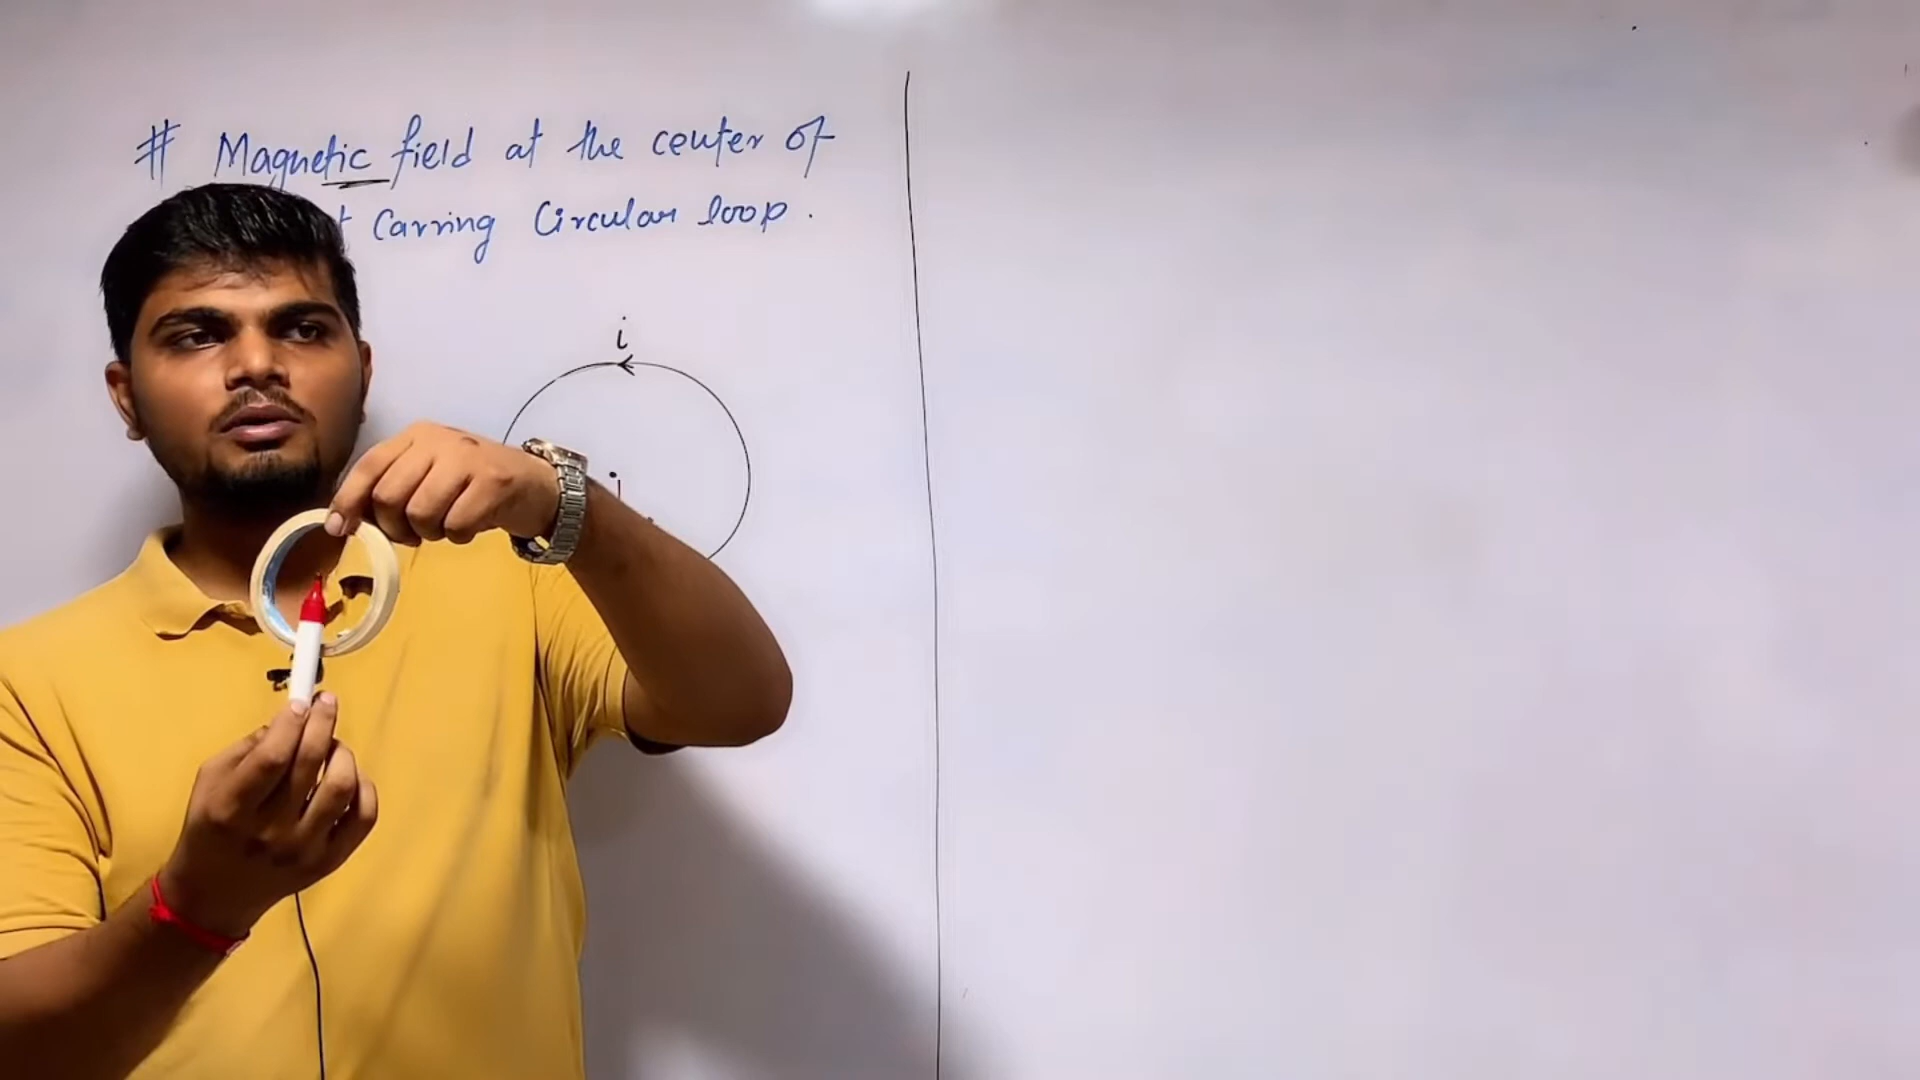 # Magnetic field at the center of
Carring Circular loop.
i